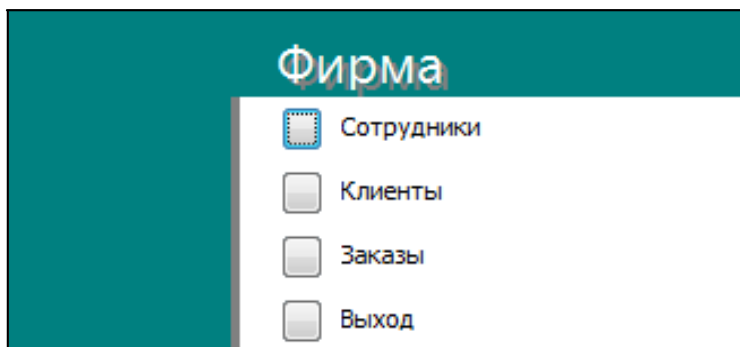 Фирма
Сотрудники
Клиенты
Заказы
Выход